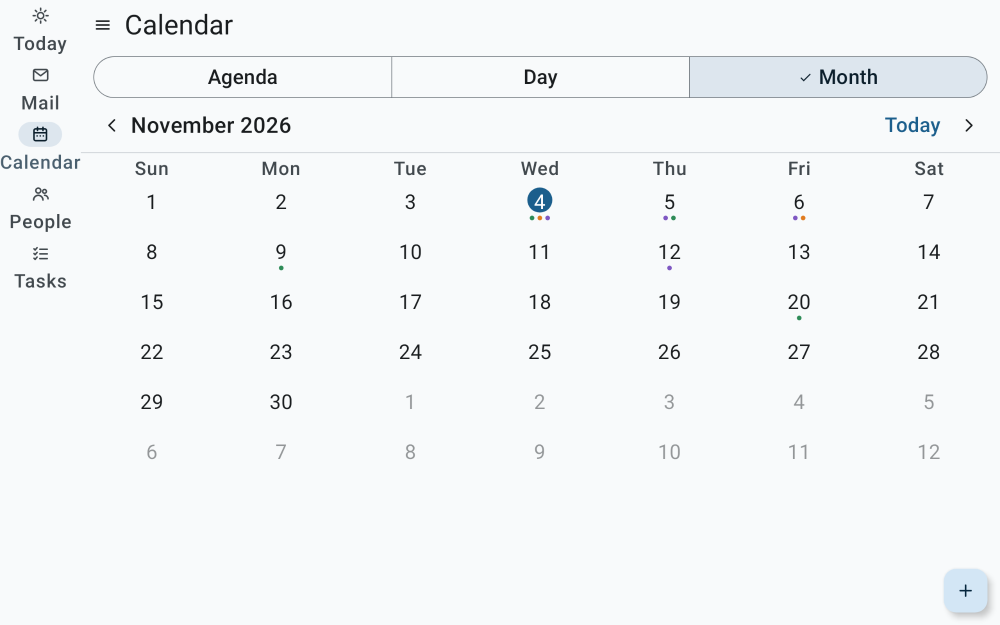 Today
Mail
Calendar
People
Tasks
Calendar
Agenda Day Month
November 2026 Today
Sun Mon Tue Wed Thu Fri Sat
1 2 3 4 5 6 7
8 9 10 11 12 13 14
15 16 17 18 19 20 21
22 23 24 25 26 27 28
29 30 1 2 3 4 5
6 7 8 9 10 11 12